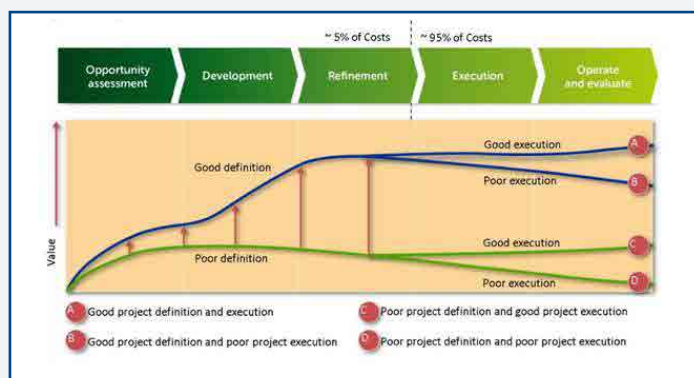 ~ 5% of Costs
~ 95% of Costs
Opportunity
assessment
Development
Refinement
Execution
Operate
and evaluate
Value
Good definition
Poor definition
Good execution
A
Poor execution
B
Good execution
C
Poor execution
D
A Good project definition and execution
C Poor project definition and good project execution
B Good project definition and poor project execution
D Poor project definition and poor project execution